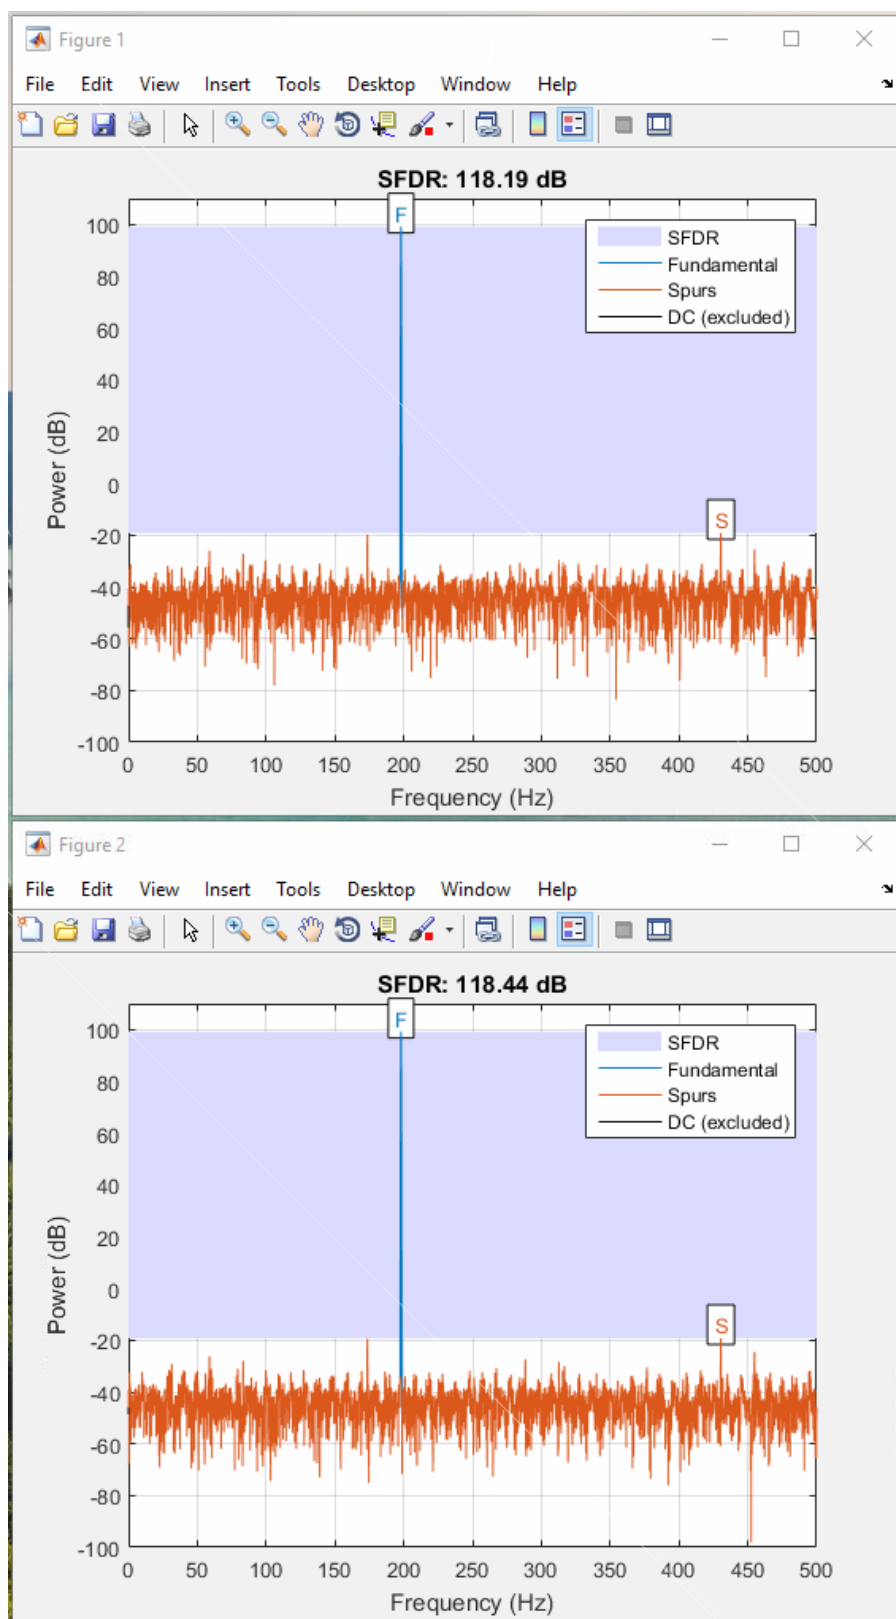 Figure 1
File Edit View Insert Tools Desktop Window Help
SFDR: 118.19 dB
F
100
80
60
40
20
0
-20
-40
-60
-80
-100
Power (dB)
SFDR
Fundamental
Spurs
DC (excluded)
S
0 50 100 150 200 250 300 350 400 450 500
Frequency (Hz)
Figure 2
File Edit View Insert Tools Desktop Window Help
SFDR: 118.44 dB
F
100
80
60
40
20
0
-20
-40
-60
-80
-100
Power (dB)
SFDR
Fundamental
Spurs
DC (excluded)
S
0 50 100 150 200 250 300 350 400 450 500
Frequency (Hz)